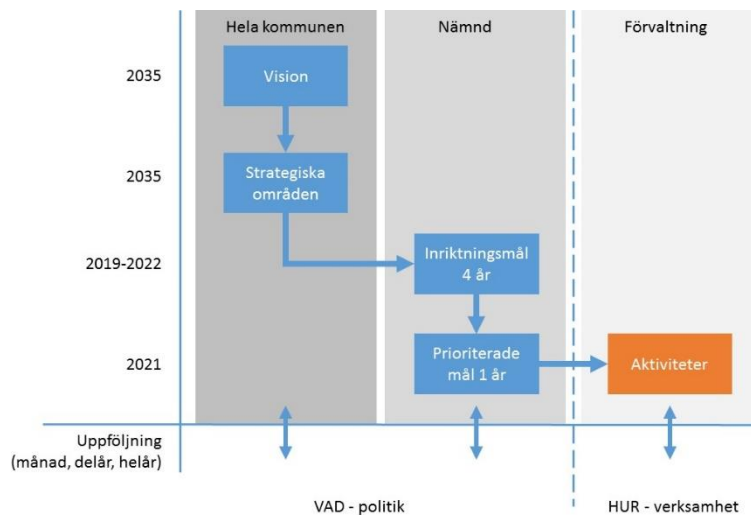 Hela kommunen
Nämnd
Förvaltning
2035
Vision
2035
Strategiska
områden
2019-2022
Inriktningsmål
4 år
2021
Prioriterade
mål 1 år
Aktiviteter
Uppföljning
(månad, delår, helår)
VAD - politik
HUR - verksamhet